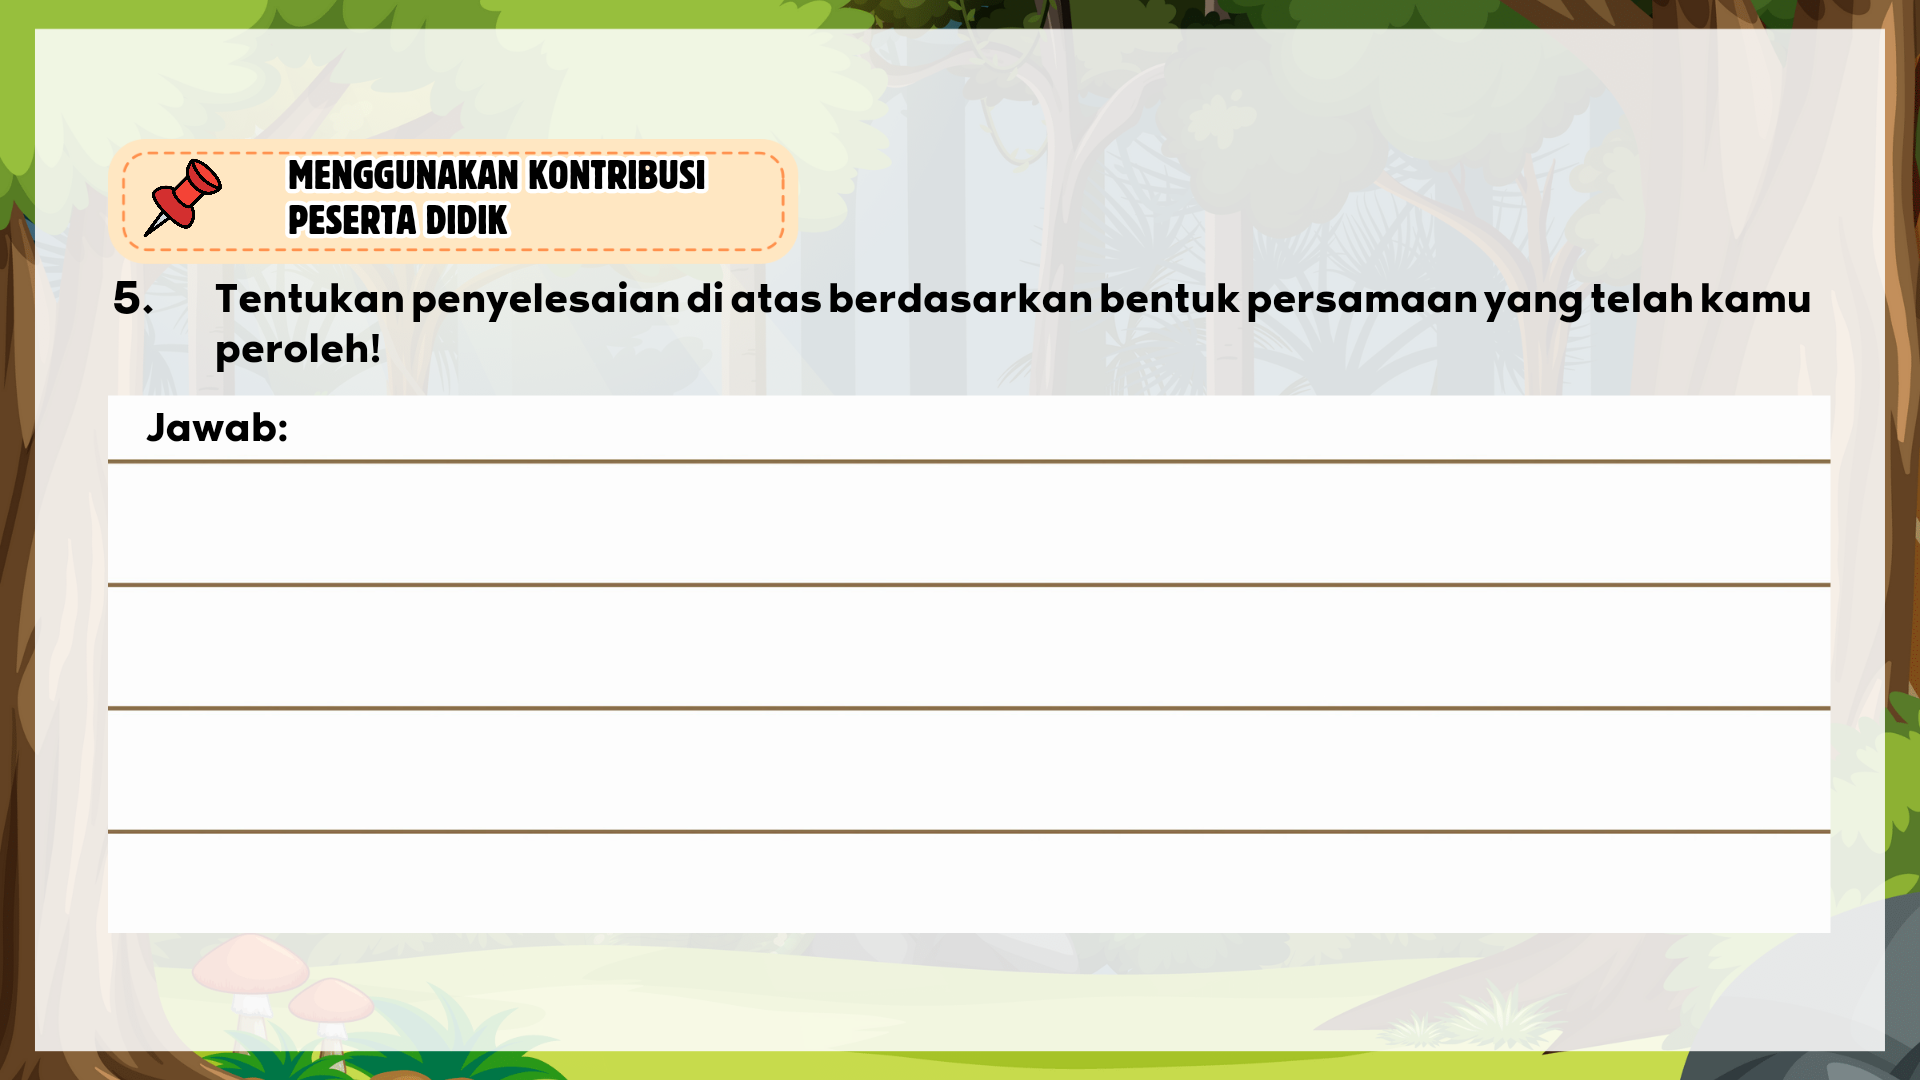 MENGGUNAKAN KONTRIBUSI
PESERTA DIDIK
5. Tentukan penyelesaian di atas berdasarkan bentuk persamaan yang telah kamu
peroleh!
Jawab: